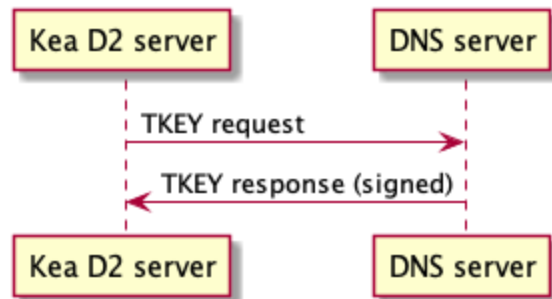 Kea D2 server
DNS server
TKEY request
TKEY response (signed)
Kea D2 server
DNS server